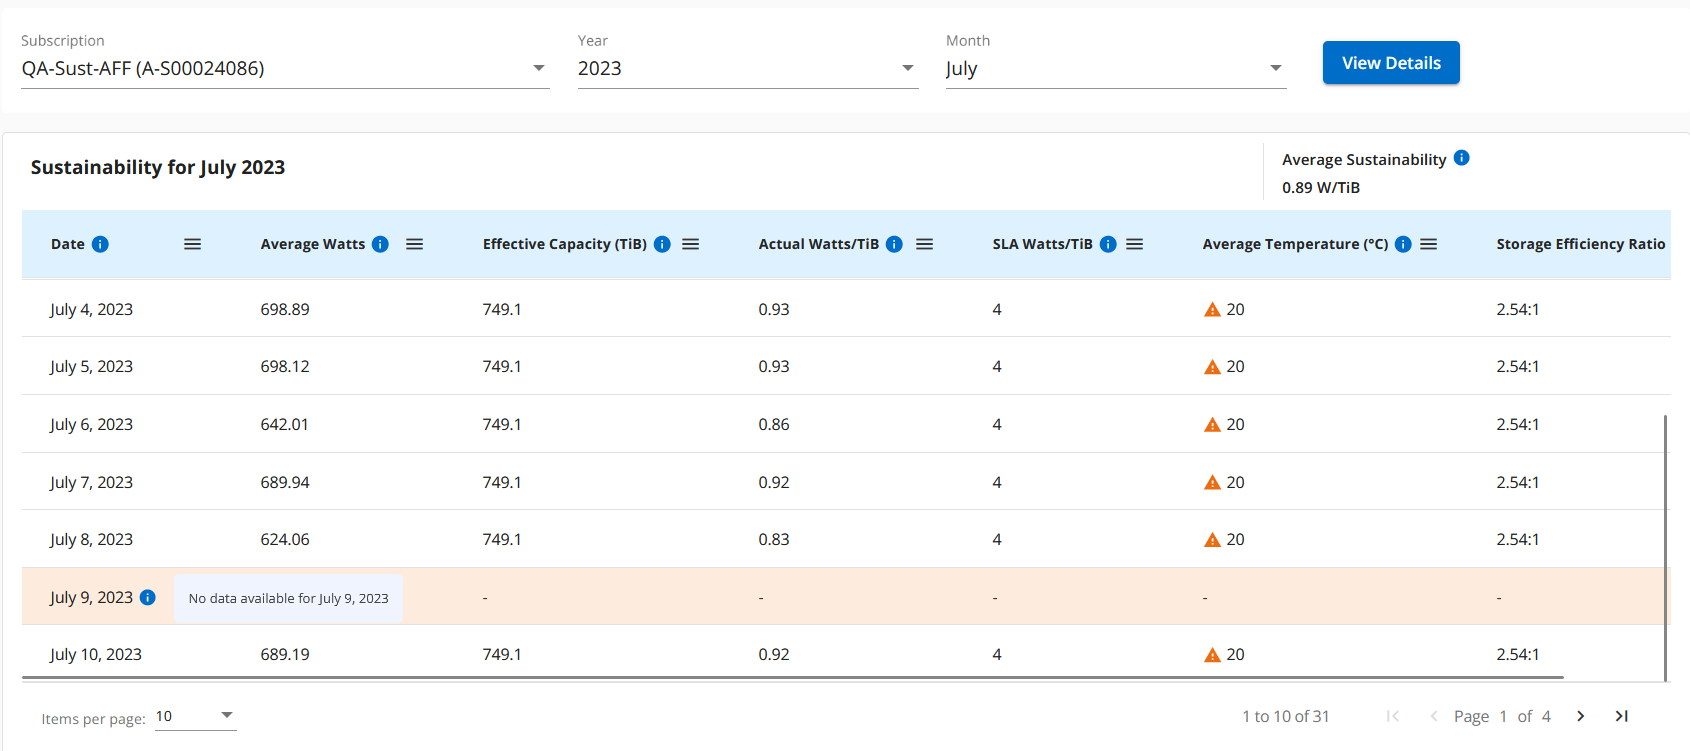 Subscription Year Month
QA-Sust-AFF (A-S00024086) 2023 July View Details
Sustainability for July 2023
Average Sustainability
0.89 W/TiB
Date Average Watts Effective Capacity (TiB) Actual Watts/TiB SLA Watts/TiB Average Temperature (°C) Storage Efficiency Ratio
July 4, 2023 698.89 749.1 0.93 4 20 2.54:1
July 5, 2023 698.12 749.1 0.93 4 20 2.54:1
July 6, 2023 642.01 749.1 0.86 4 20 2.54:1
July 7, 2023 689.94 749.1 0.92 4 20 2.54:1
July 8, 2023 624.06 749.1 0.83 4 20 2.54:1
July 9, 2023 No data available for July 9, 2023 - - - - -
July 10, 2023 689.19 749.1 0.92 4 20 2.54:1
Items per page: 10 1 to 10 of 31 Page 1 of 4